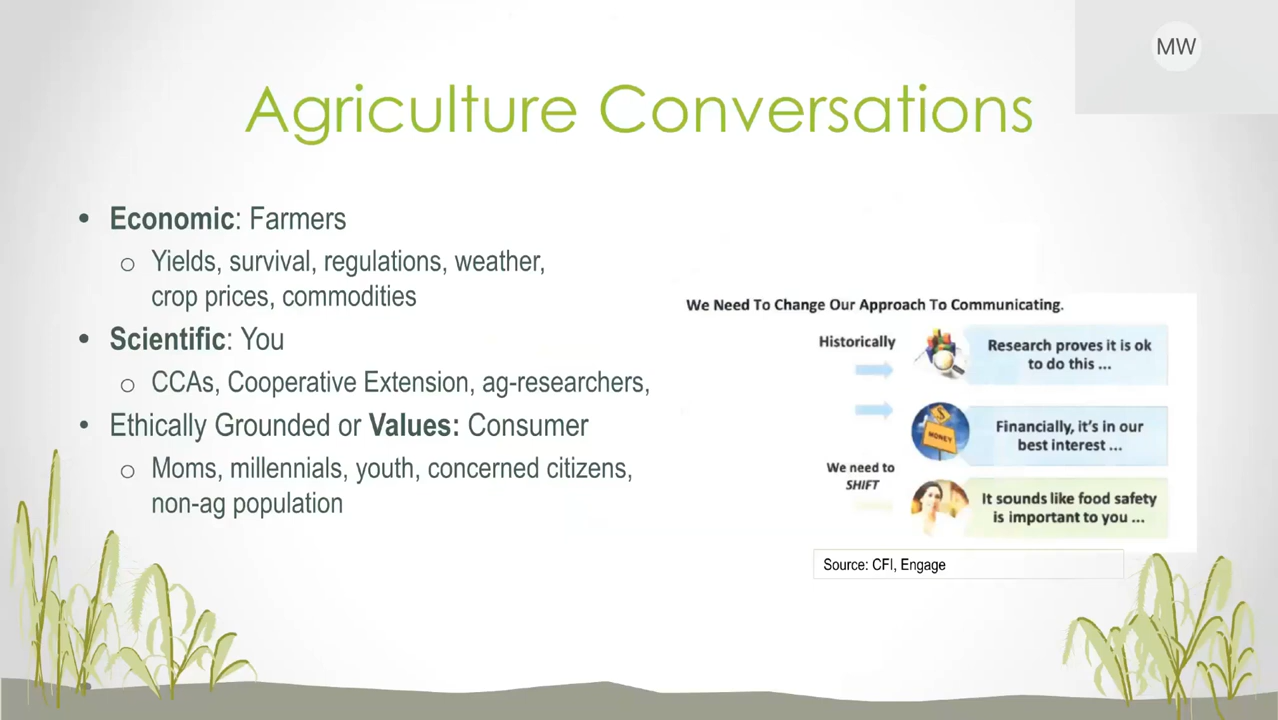 MW
Agriculture Conversations
• Economic: Farmers
o Yields, survival, regulations, weather,
crop prices, commodities
• Scientific: You
o CCAs, Cooperative Extension, ag-researchers,
• Ethically Grounded or Values: Consumer
o Moms, millennials, youth, concerned citizens,
non-ag population
We Need To Change Our Approach To Communicating.
Historically
Research proves it is ok
to do this ...
$
MONEY
Financially, it's in our
best interest ...
We need to
SHIFT
It sounds like food safety
is important to you ...
Source: CFI, Engage